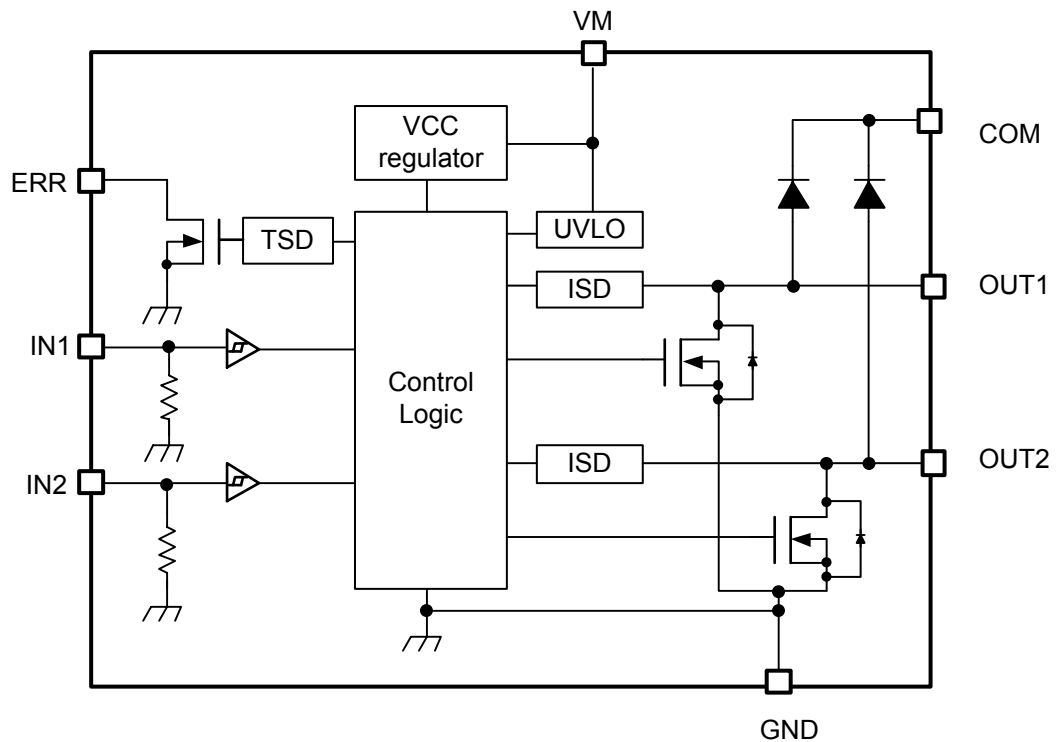 VM
VCC
regulator
COM
ERR
TSD
UVLO
ISD
OUT1
IN1
Control
Logic
ISD
OUT2
IN2
GND